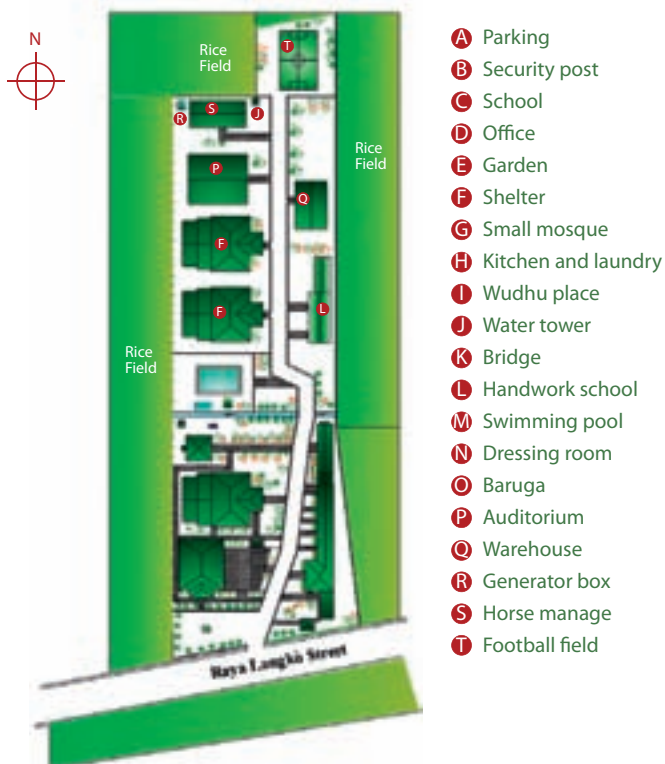 N
Rice
Field
T
S
R
J
Rice
Field
P
Q
F
F
L
Rice
Field
Raya Langko Street
A Parking
B Security post
C School
D Office
E Garden
F Shelter
G Small mosque
H Kitchen and laundry
I Wudhu place
J Water tower
K Bridge
L Handwork school
M Swimming pool
N Dressing room
O Baruga
P Auditorium
Q Warehouse
R Generator box
S Horse manage
T Football field